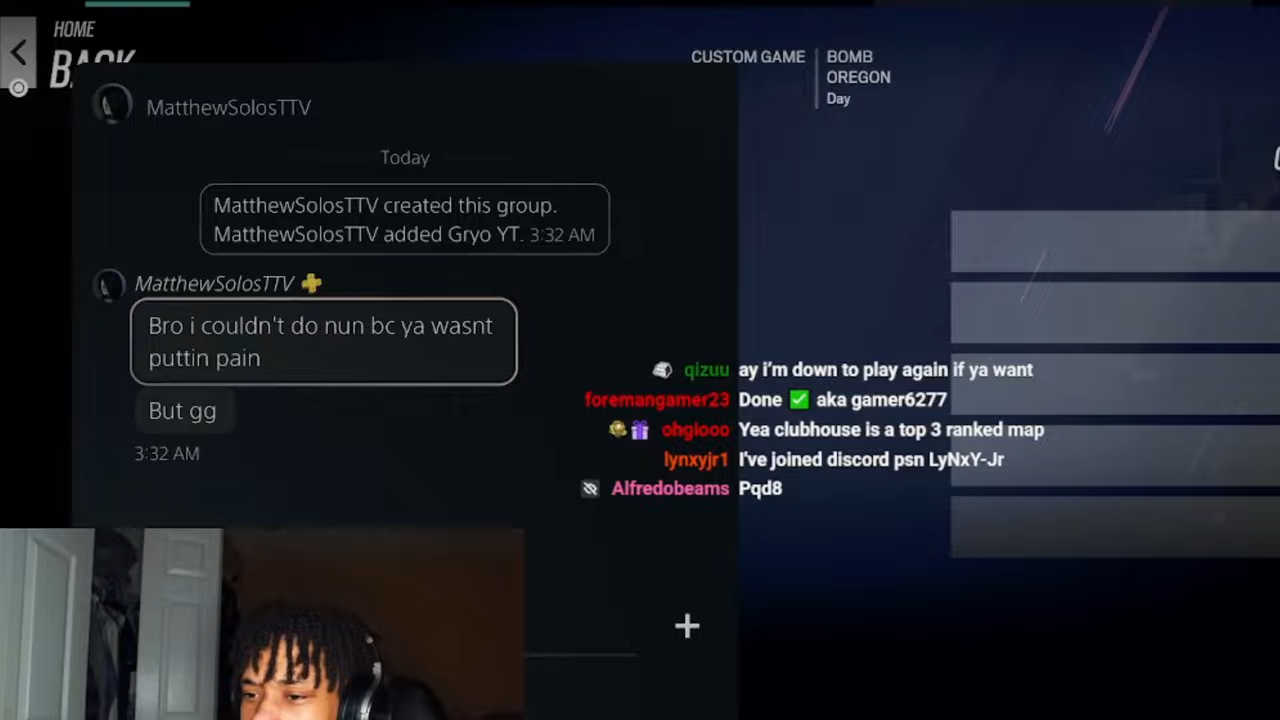 HOME
BACK
CUSTOM GAME
BOMB
OREGON
Day
MatthewSolosTTV
Today
MatthewSolosTTV created this group.
MatthewSolosTTV added Gryo YT. 3:32 AM
MatthewSolosTTV
Bro i couldn't do nun bc ya wasnt
puttin pain
But gg
3:32 AM
qizuu ay i'm down to play again if ya want
foremangamer23 Done ✅ aka gamer6277
ohgiooo Yea clubhouse is a top 3 ranked map
lynxyjr1 I've joined discord psn LyNxY-Jr
Alfredobeams Pqd8